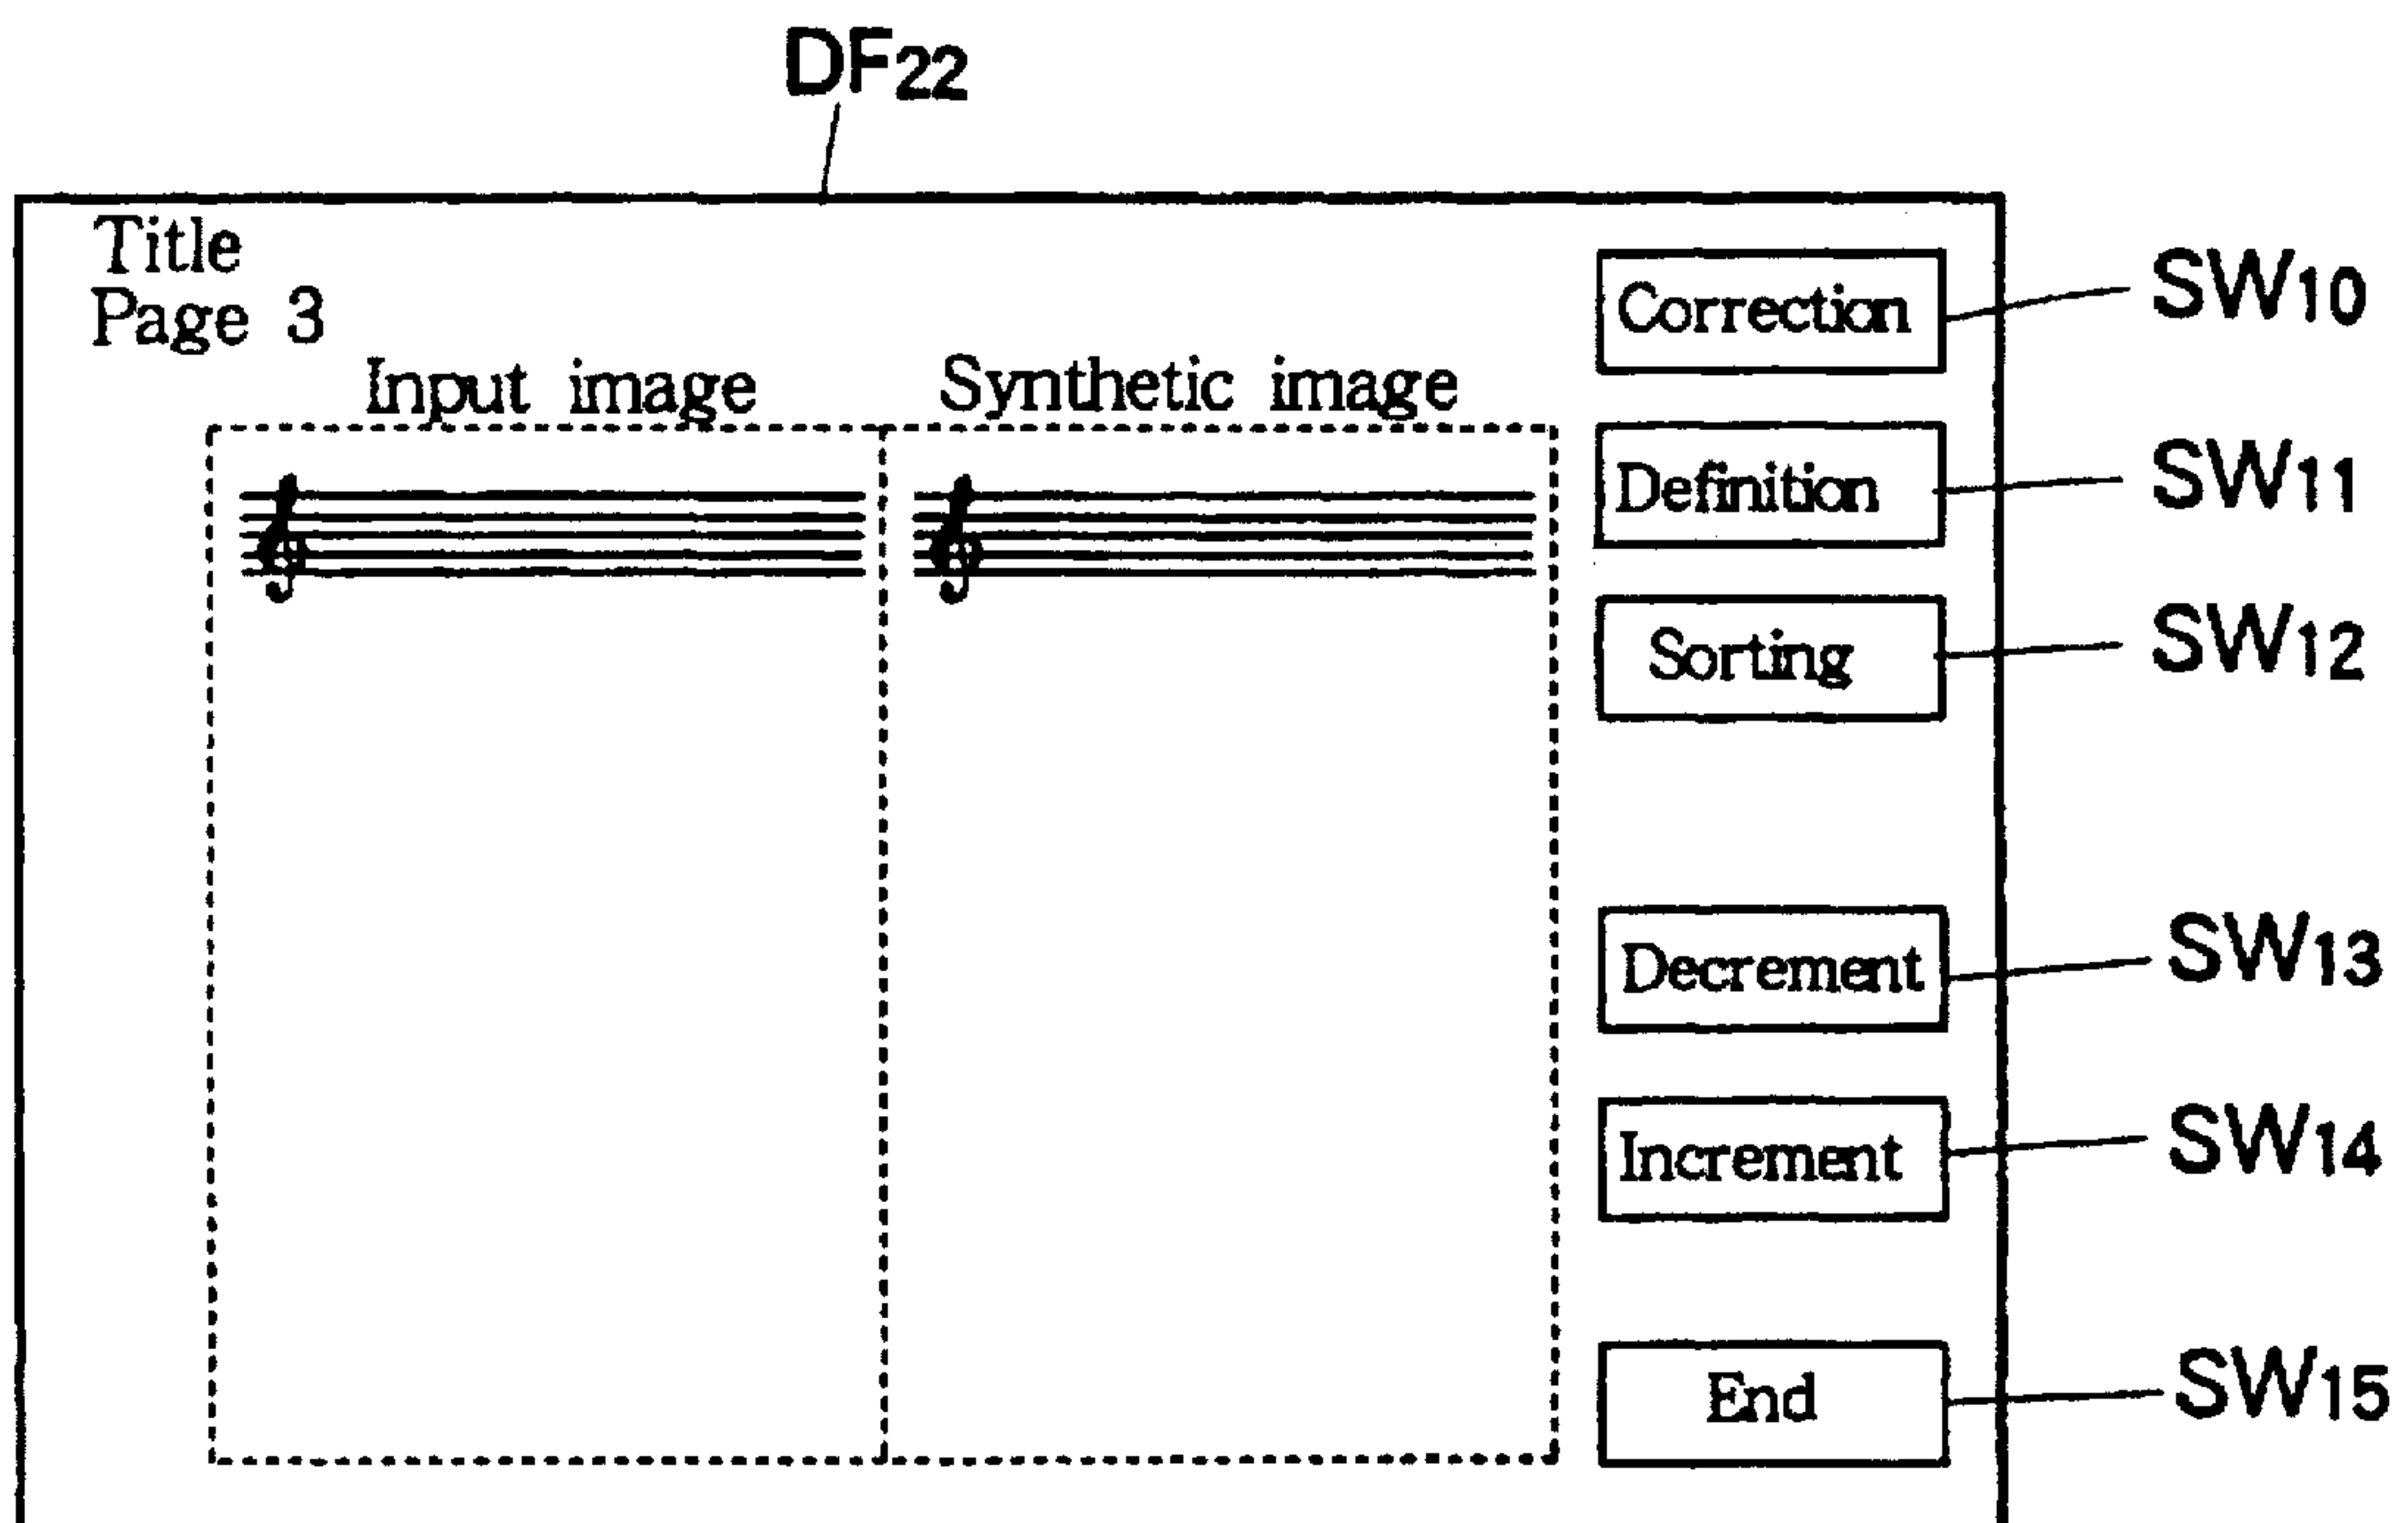 DF22
Title
Page 3
Input image
Synthetic image
Correction
SW10
Definition
SW11
Sorting
SW12
Decrement
SW13
Increment
SW14
End
SW15